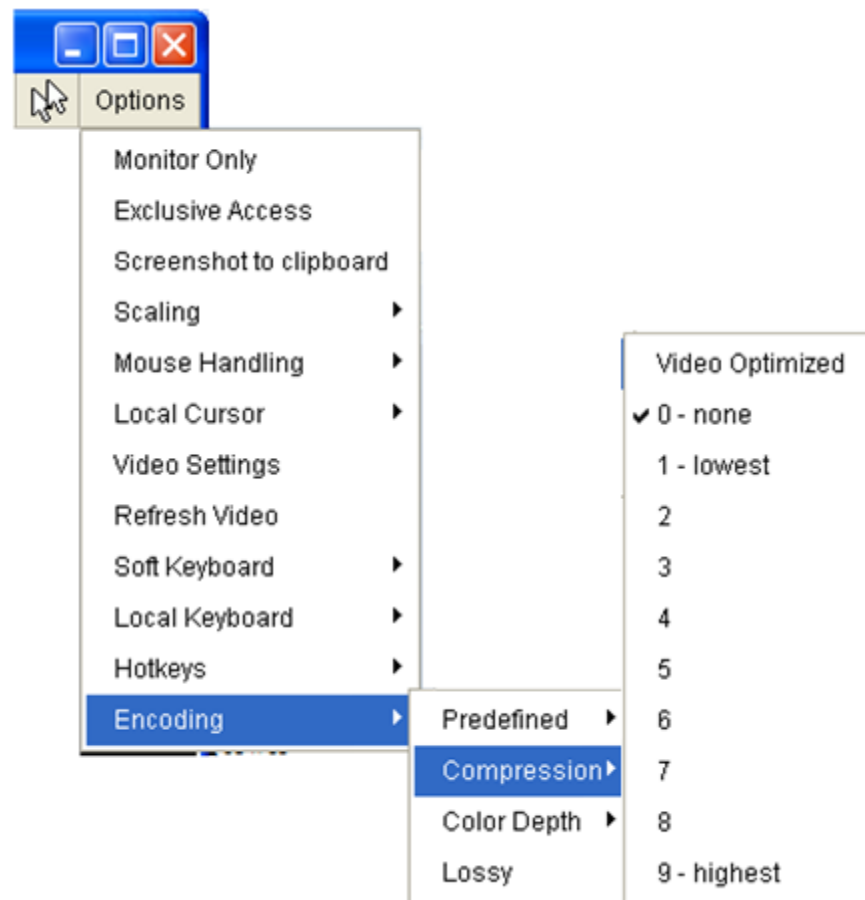 Options
Monitor Only
Exclusive Access
Screenshot to clipboard
Scaling
Mouse Handling
Local Cursor
Video Settings
Refresh Video
Soft Keyboard
Local Keyboard
Hotkeys
Encoding
Predefined
Compression
Color Depth
Lossy
Video Optimized
0 - none
1 - lowest
2
3
4
5
6
7
8
9 - highest